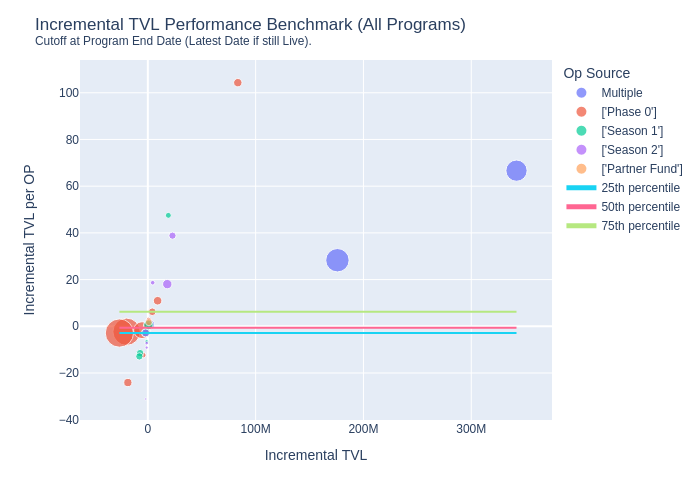 Incremental TVL Performance Benchmark (All Programs)
Cutoff at Program End Date (Latest Date if still Live).
Op Source
Multiple
['Phase 0']
['Season 1']
['Season 2']
['Partner Fund']
25th percentile
50th percentile
75th percentile
Incremental TVL per OP
100
80
60
40
20
0
−20
−40
0
100M
200M
300M
Incremental TVL